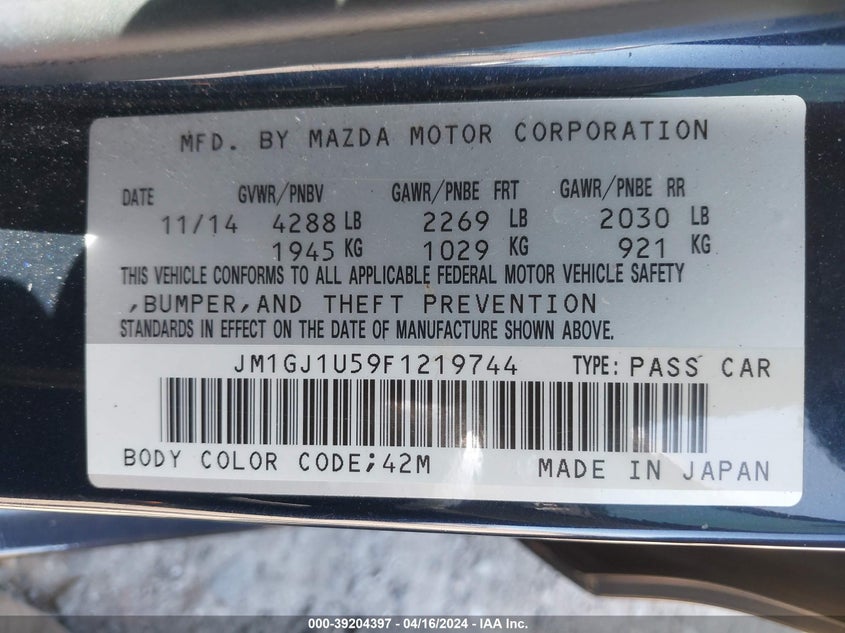 MFD. BY MAZDA MOTOR CORPORATION
DATE GVWR/PNBV GAWR/PNBE FRT GAWR/PNBE RR
11/14 4288 LB 2269 LB 2030 LB
1945 KG 1029 KG 921 KG
THIS VEHICLE CONFORMS TO ALL APPLICABLE FEDERAL MOTOR VEHICLE SAFETY
,BUMPER,AND THEFT PREVENTION
STANDARDS IN EFFECT ON THE DATE OF MANUFACTURE SHOWN ABOVE.
JM1GJ1U59F1219744 TYPE: PASS CAR
BODY COLOR CODE;42M MADE IN JAPAN
000-39204397 - 04/16/2024 - IAA Inc.